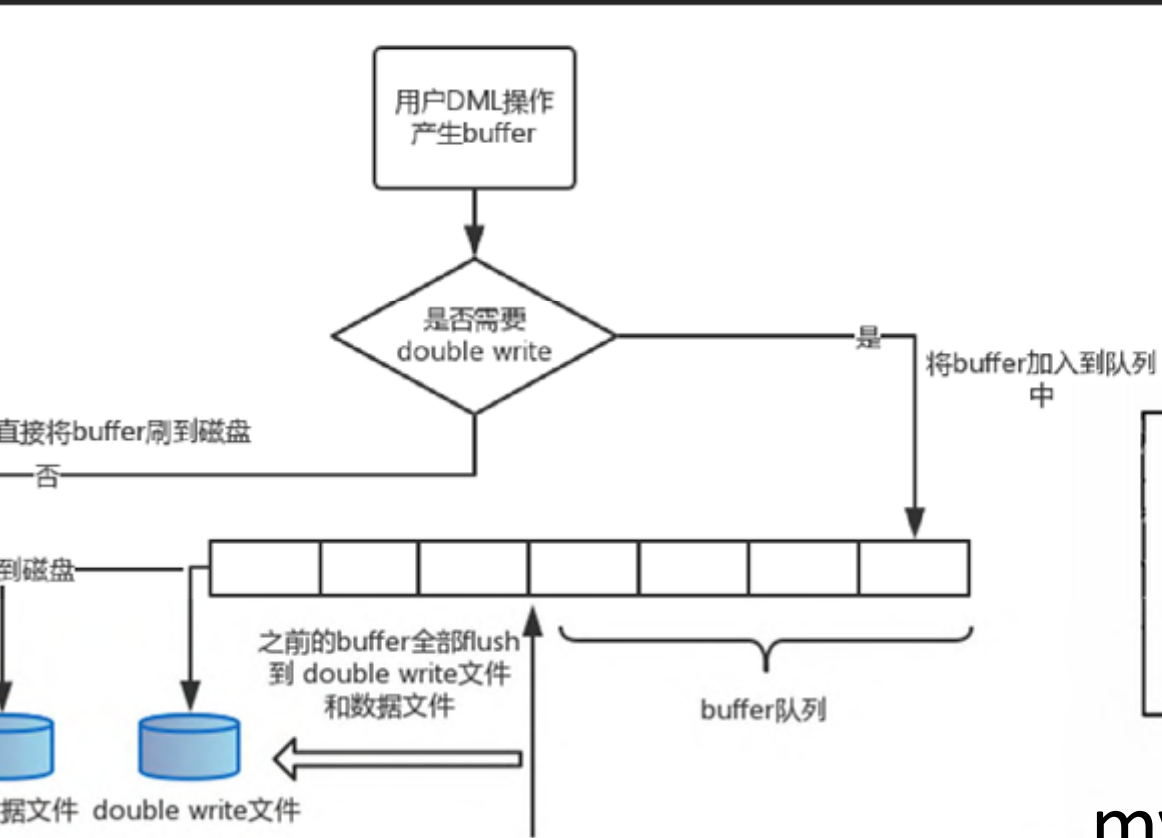 用户DML操作
产生buffer
是否需要
double write
是
将buffer加入到队列
中
直接将buffer刷到磁盘
否
到磁盘
之前的buffer全部flush
到 double write文件
和数据文件
buffer队列
据文件
double write文件